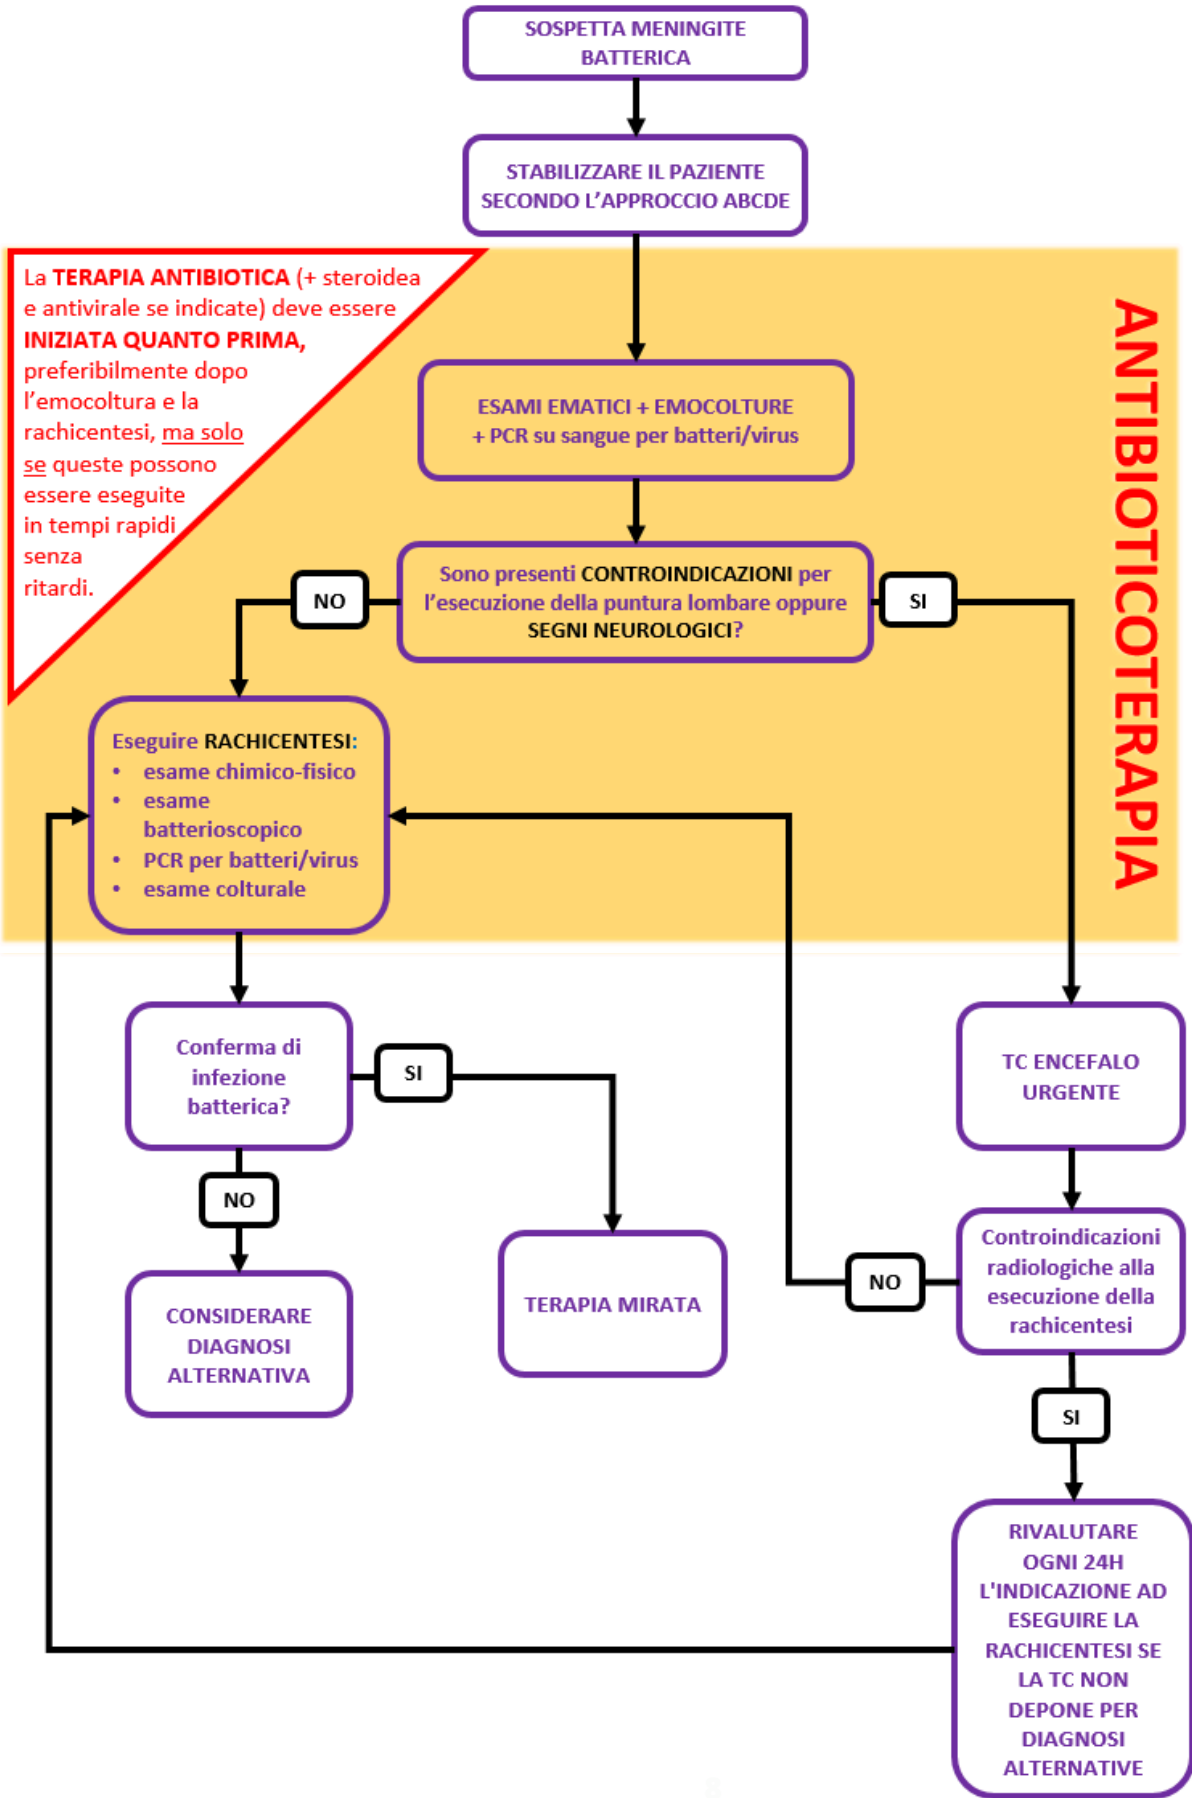 SOSPETTA MENINGITE
BATTERICA
STABILIZZARE IL PAZIENTE
SECONDO L'APPROCCIO ABCDE
La TERAPIA ANTIBIOTICA (+ steroidea
e antivirale se indicate) deve essere
INIZIATA QUANTO PRIMA,
preferibilmente dopo
l'emocoltura e la
rachicentesi, ma solo
se queste possono
essere eseguite
in tempi rapidi
senza
ritardi.
ANTIBIOTICOTERAPIA
ESAMI EMATICI + EMOCOLTURE
+ PCR su sangue per batteri/virus
Sono presenti CONTROINDICAZIONI per
l'esecuzione della puntura lombare oppure
SEGNI NEUROLOGICI?
NO
SI
Eseguire RACHICENTESI:
• esame chimico-fisico
• esame
batterioscopico
• PCR per batteri/virus
• esame colturale
Conferma di
infezione
batterica?
SI
NO
CONSIDERARE
DIAGNOSI
ALTERNATIVA
TERAPIA MIRATA
TC ENCEFALO
URGENTE
Controindicazioni
radiologiche alla
esecuzione della
rachicentesi
NO
SI
RIVALUTARE
OGNI 24H
L'INDICAZIONE AD
ESEGUIRE LA
RACHICENTESI SE
LA TC NON
DEPONE PER
DIAGNOSI
ALTERNATIVE